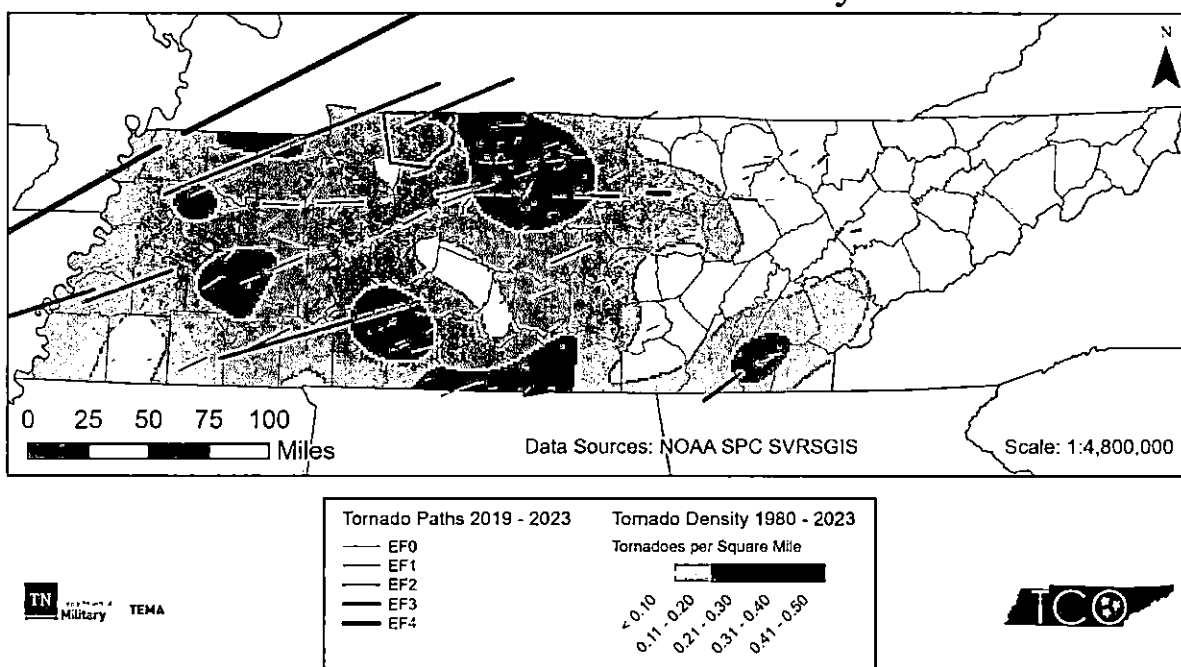 N
0 25 50 75 100
Miles
Data Sources: NOAA SPC SVRSGIS
Scale: 1:4,800,000
Tornado Paths 2019 - 2023
EF0
EF1
EF2
EF3
EF4
Tornado Density 1980 - 2023
Tornadoes per Square Mile
< 0.10
0.11 - 0.20
0.21 - 0.30
0.31 - 0.40
0.41 - 0.50
TN
Military
TEMA
TCO